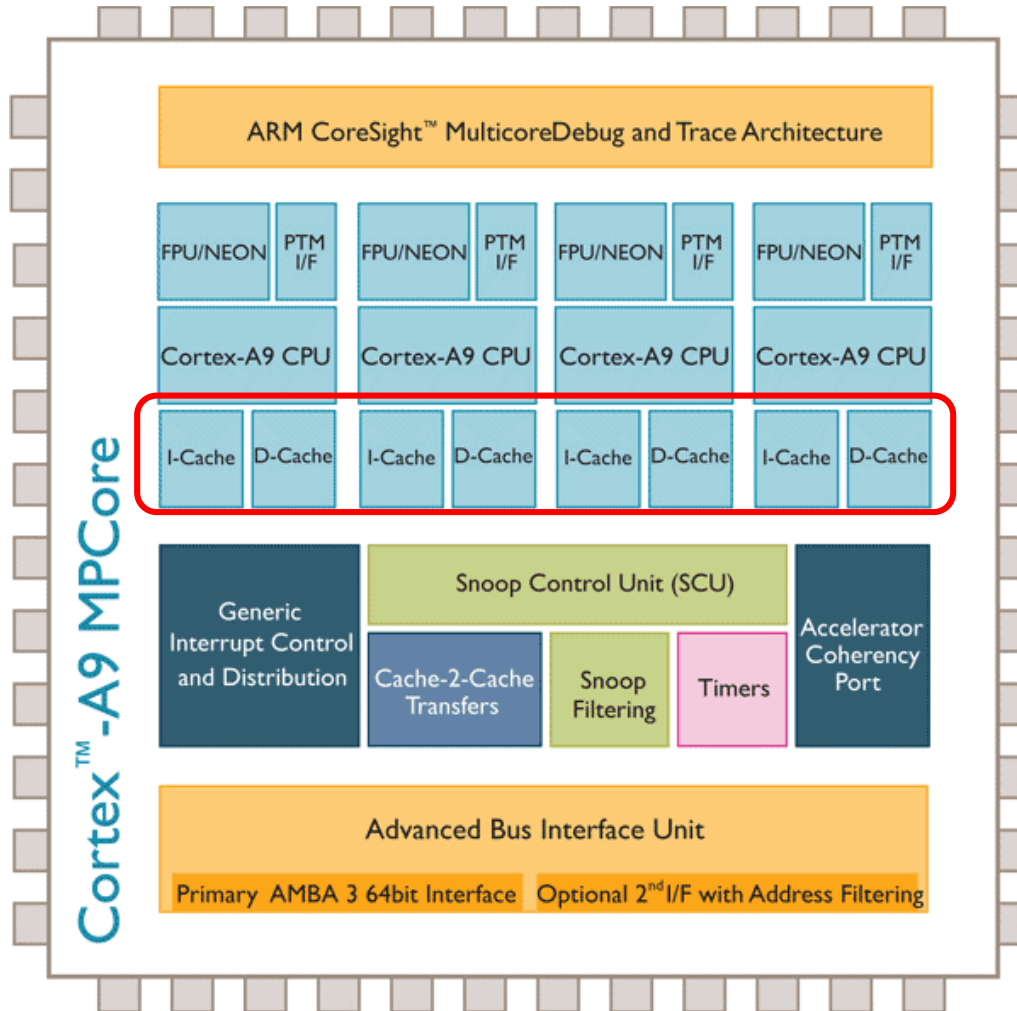 ARM CoreSight™ MulticoreDebug and Trace Architecture
FPU/NEON
PTM
I/F
FPU/NEON
PTM
I/F
FPU/NEON
PTM
I/F
FPU/NEON
PTM
I/F
Cortex-A9 CPU
Cortex-A9 CPU
Cortex-A9 CPU
Cortex-A9 CPU
I-Cache
D-Cache
I-Cache
D-Cache
I-Cache
D-Cache
I-Cache
D-Cache
Cortex™-A9 MPCore
Generic
Interrupt Control
and Distribution
Snoop Control Unit (SCU)
Cache-2-Cache
Transfers
Snoop
Filtering
Timers
Accelerator
Coherency
Port
Advanced Bus Interface Unit
Primary AMBA 3 64bit Interface
Optional 2nd I/F with Address Filtering